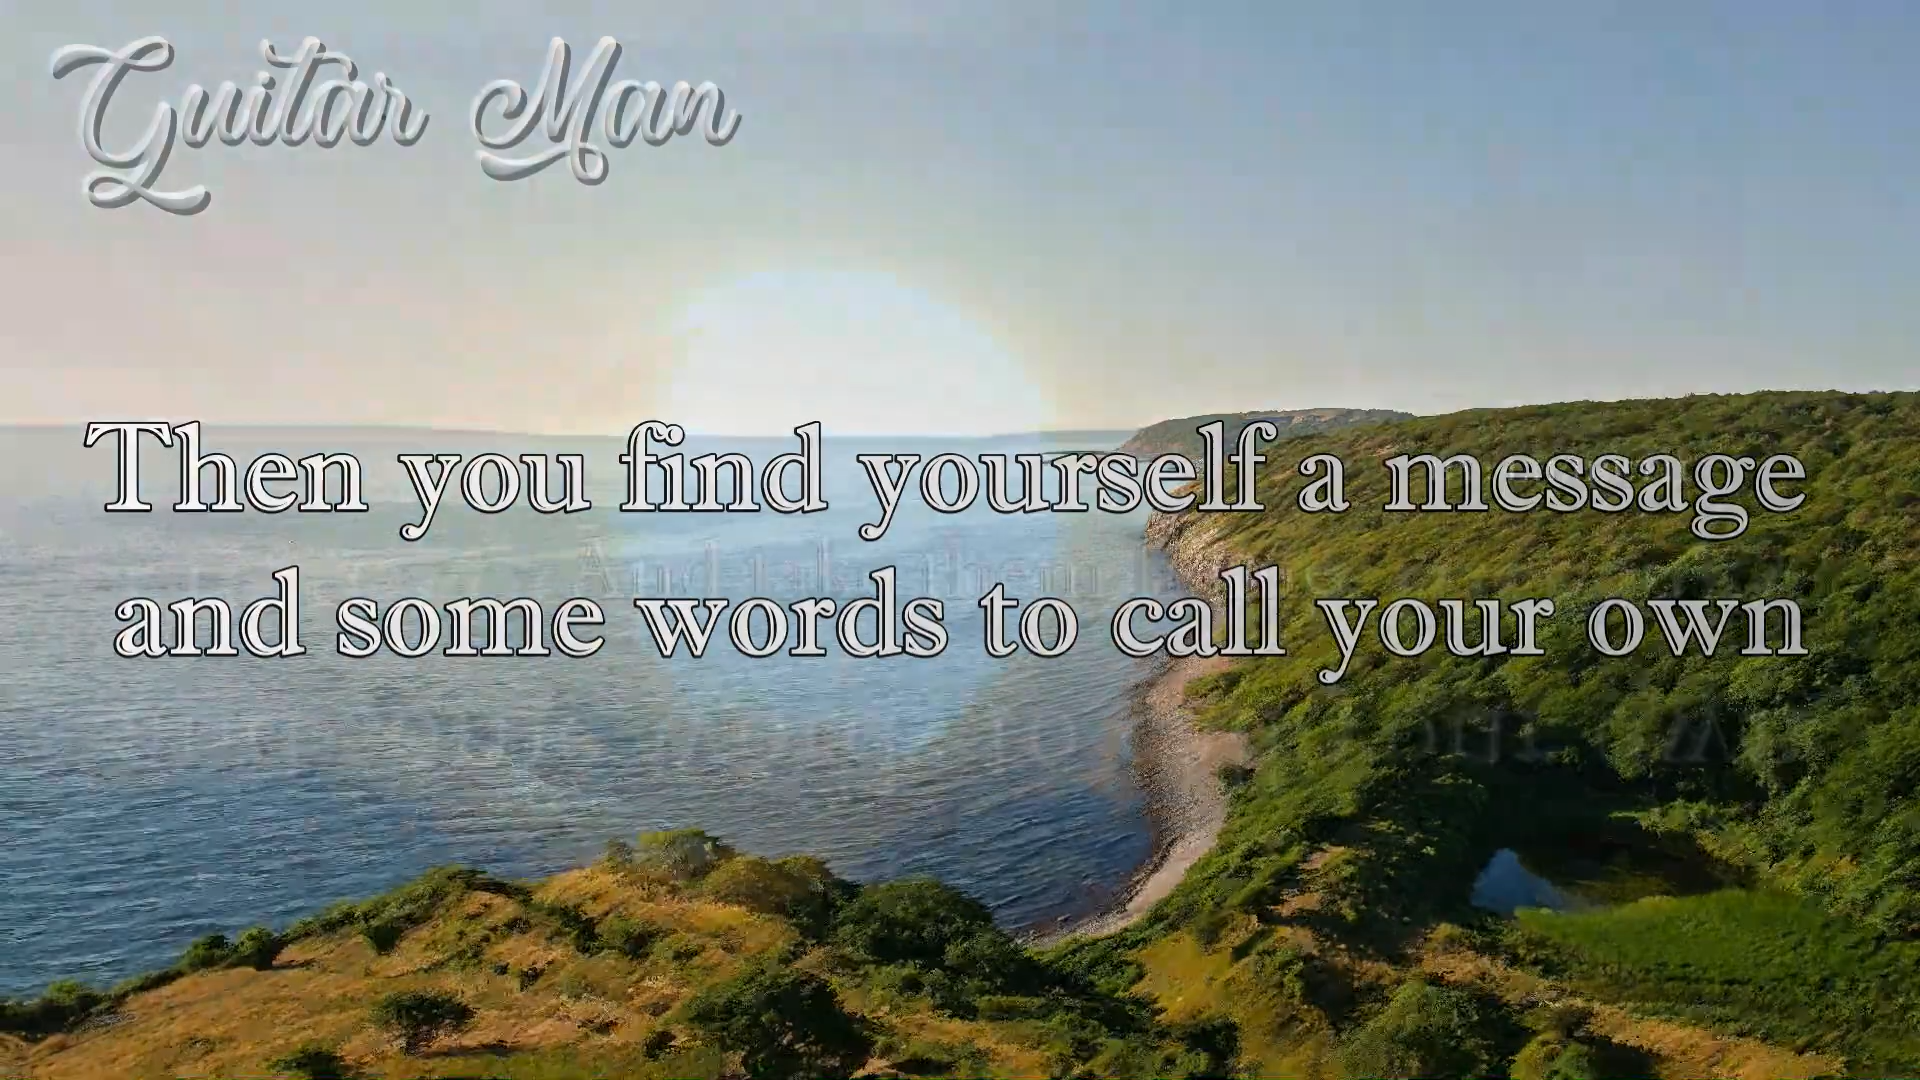 Guitar Man
Then you find yourself a message
and some words to call your own